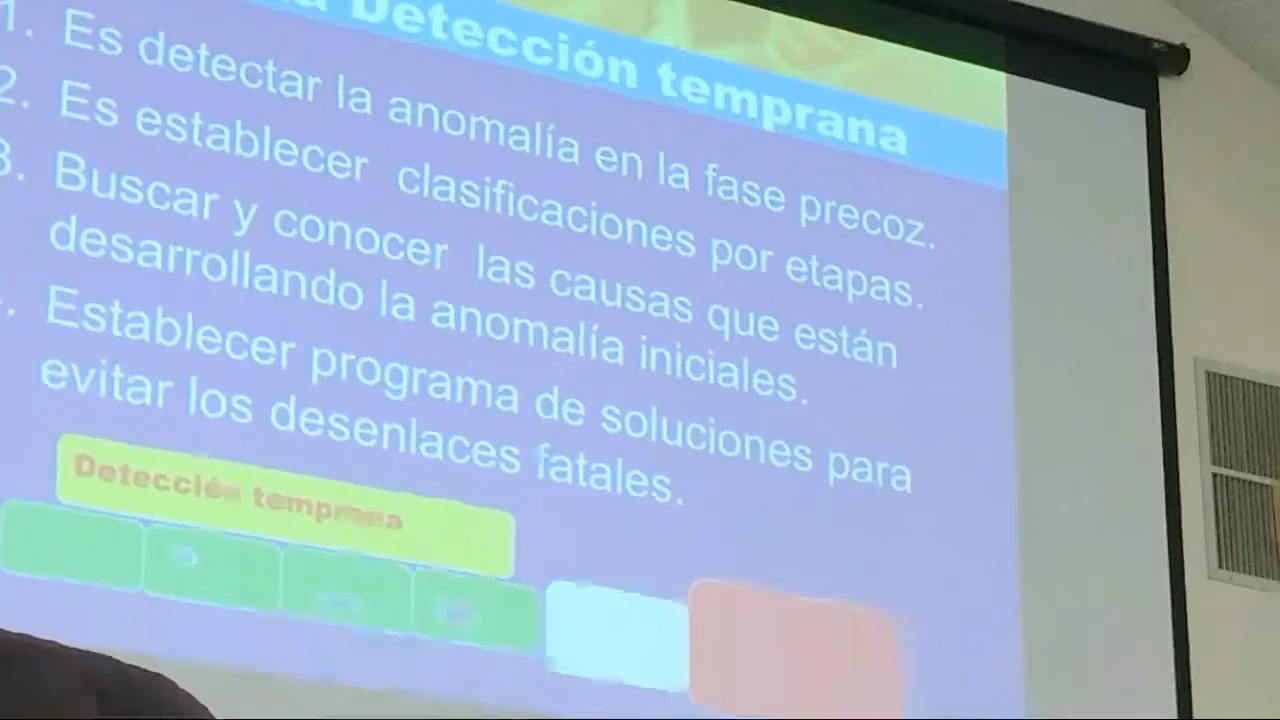 Detección temprana
1. Es detectar la anomalía en la fase precoz.
2. Es establecer clasificaciones por etapas.
3. Buscar y conocer las causas que están
desarrollando la anomalía iniciales.
. Establecer programa de soluciones para
evitar los desenlaces fatales.
Detección temprana